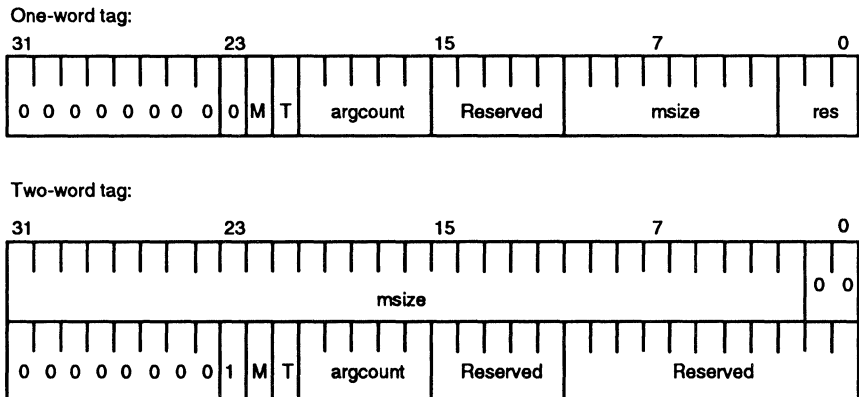 One-word tag:
31 23 15 7 0
0 0 0 0 0 0 0 0 0 M T argcount Reserved msize res
Two-word tag:
31 23 15 7 0
msize 0 0
0 0 0 0 0 0 0 0 1 M T argcount Reserved Reserved